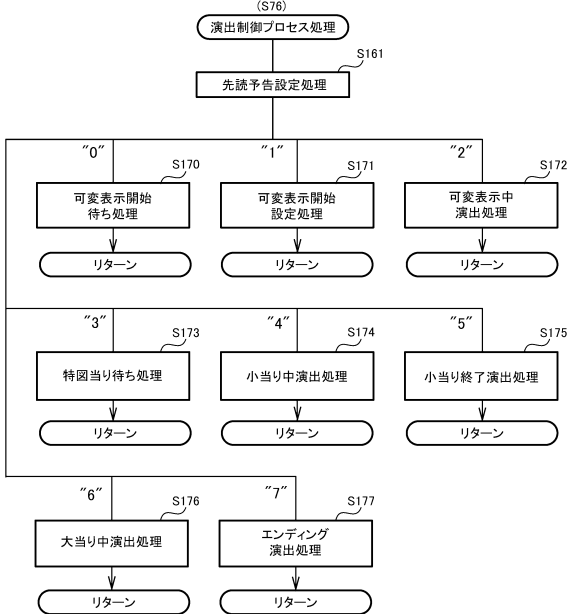 (S76)
演出制御プロセス処理
S161
先読予告設定処理
"0"
"1"
"2"
S170
S171
S172
可変表示開始
待ち処理
可変表示開始
設定処理
可変表示中
演出処理
リターン
リターン
リターン
"3"
"4"
"5"
S173
S174
S175
特図当り待ち処理
小当り中演出処理
小当り終了演出処理
リターン
リターン
リターン
"6"
"7"
S176
S177
大当り中演出処理
エンディング
演出処理
リターン
リターン